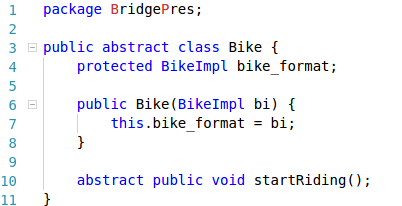 1 package BridgePres;
2
3 public abstract class Bike {
4     protected BikeImpl bike_format;
5
6     public Bike(BikeImpl bi) {
7         this.bike_format = bi;
8     }
9
10     abstract public void startRiding();
11 }